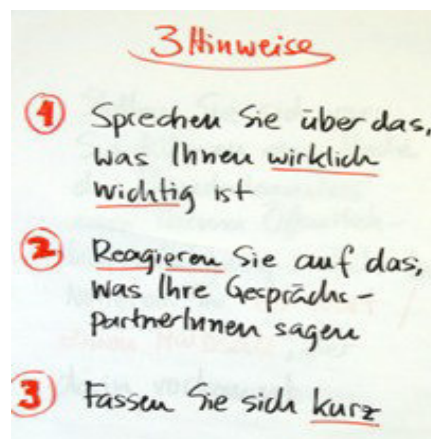 3 Hinweise
1 Sprechen Sie über das,
was Ihnen wirklich
wichtig ist
2 Reagieren Sie auf das,
was Ihre Gesprächs-
partnerInnen sagen
3 Fassen Sie sich kurz